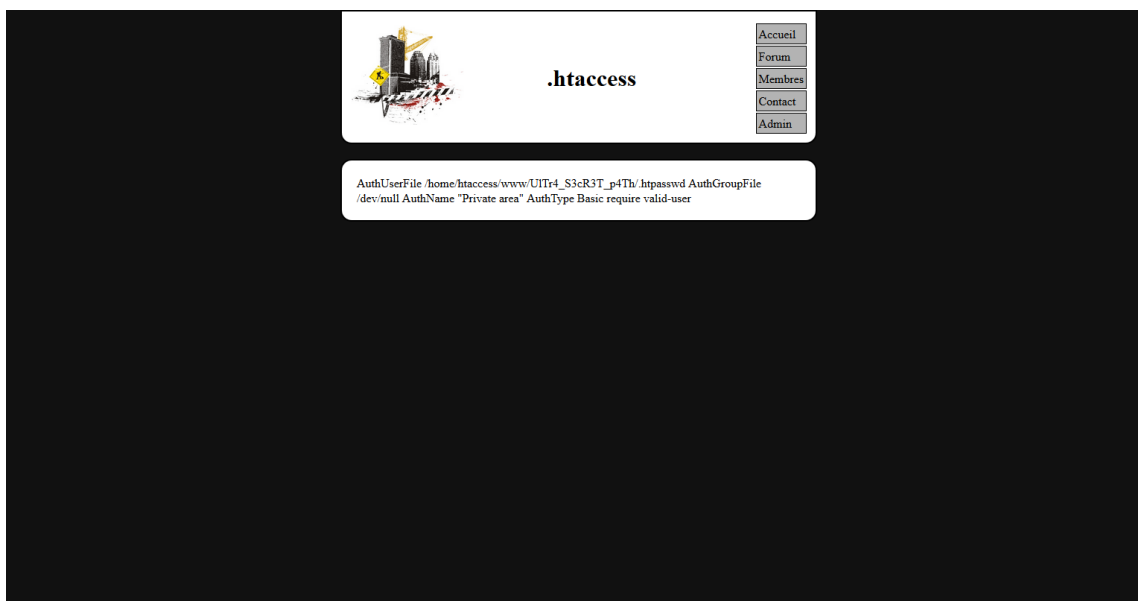 .htaccess
Accueil
Forum
Membres
Contact
Admin
AuthUserFile /home/htaccess/www/UlTr4_S3cR3T_p4Th/.htpasswd AuthGroupFile
/dev/null AuthName "Private area" AuthType Basic require valid-user